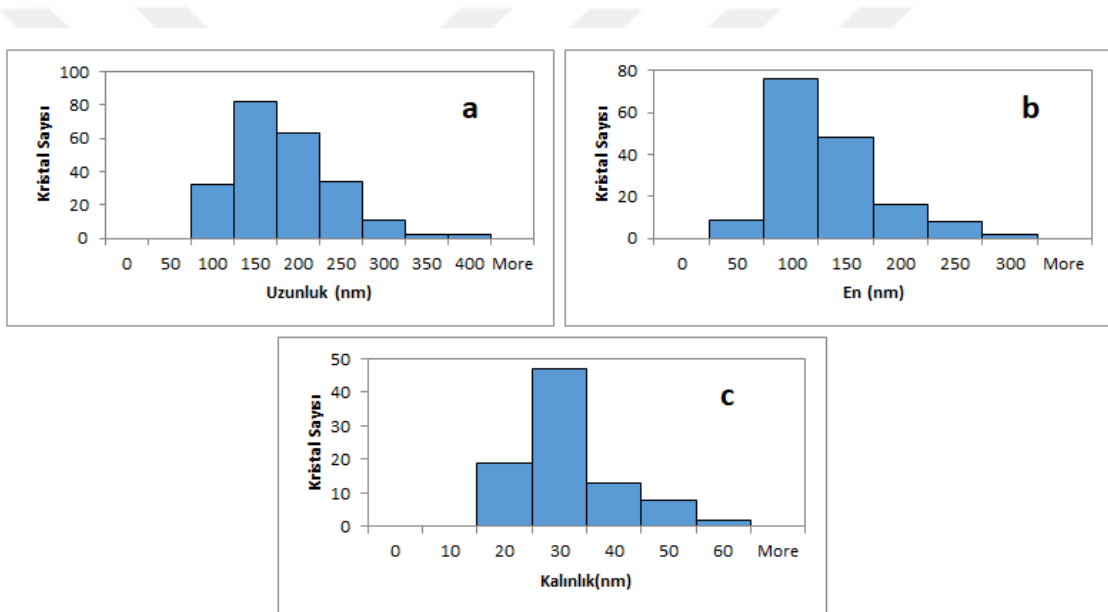 100
80
60
40
20
0
Kristal Sayısı
a
0 50 100 150 200 250 300 350 400 More
Uzunluk (nm)
80
60
40
20
0
Kristal Sayısı
b
0 50 100 150 200 250 300 More
En (nm)
50
40
30
20
10
0
Kristal Sayısı
c
0 10 20 30 40 50 60 More
Kalınlık(nm)